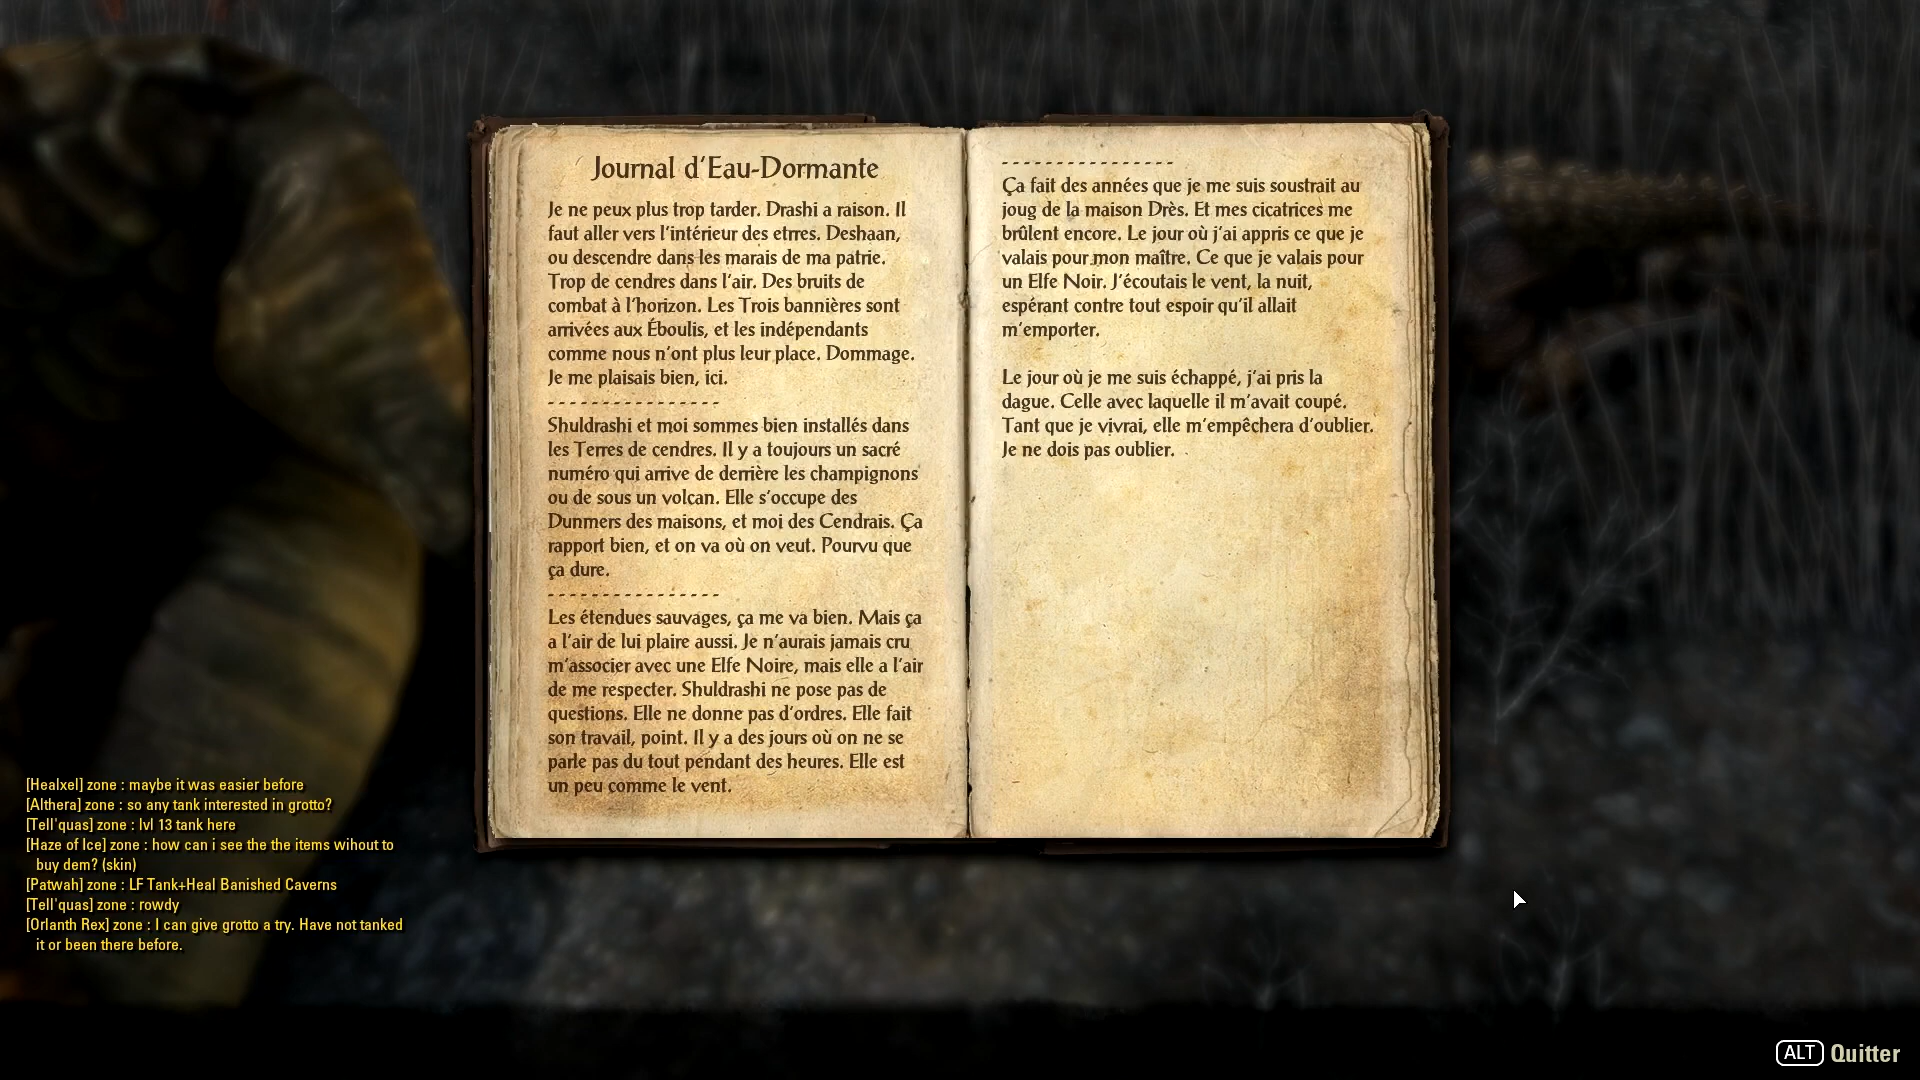 Journal d'Eau-Dormante
Je ne peux plus trop tarder. Drashi a raison. Il
faut aller vers l'intérieur des etrres. Deshaan,
ou descendre dans les marais de ma patrie.
Trop de cendres dans l'air. Des bruits de
combat à l'horizon. Les Trois bannières sont
arrivées aux Éboulis, et les indépendants
comme nous n'ont plus leur place. Dommage.
Je me plaisais bien, ici.
- - - - - - - - - - - - - - - -
Shuldrashi et moi sommes bien installés dans
les Terres de cendres. Il y a toujours un sacré
numéro qui arrive de derrière les champignons
ou de sous un volcan. Elle s'occupe des
Dunmers des maisons, et moi des Cendrais. Ça
rapport bien, et on va où on veut. Pourvu que
ça dure.
- - - - - - - - - - - - - - - -
Les étendues sauvages, ça me va bien. Mais ça
a l'air de lui plaire aussi. Je n'aurais jamais cru
m'associer avec une Elfe Noire, mais elle a l'air
de me respecter. Shuldrashi ne pose pas de
questions. Elle ne donne pas d'ordres. Elle fait
son travail, point. Il y a des jours où on ne se
parle pas du tout pendant des heures. Elle est
un peu comme le vent.
- - - - - - - - - - - - - - - -
Ça fait des années que je me suis soustrait au
joug de la maison Drès. Et mes cicatrices me
brûlent encore. Le jour où j'ai appris ce que je
valais pour mon maître. Ce que je valais pour
un Elfe Noir. J'écoutais le vent, la nuit,
espérant contre tout espoir qu'il allait
m'emporter.
Le jour où je me suis échappé, j'ai pris la
dague. Celle avec laquelle il m'avait coupé.
Tant que je vivrai, elle m'empêchera d'oublier.
Je ne dois pas oublier.
[Healxel] zone : maybe it was easier before
[Althera] zone : so any tank interested in grotto?
[Tell'quas] zone : lvl 13 tank here
[Haze of Ice] zone : how can i see the the items wihout to
buy dem? (skin)
[Patwah] zone : LF Tank+Heal Banished Caverns
[Tell'quas] zone : rowdy
[Orlanth Rex] zone : I can give grotto a try. Have not tanked
it or been there before.
ALT Quitter